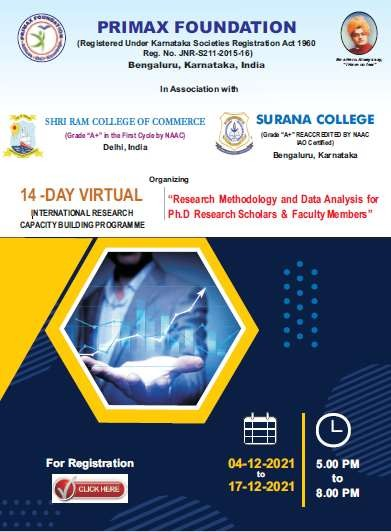 PRIMAX FOUNDATION
PRIMAX FOUNDATION
(Registered Under Karnataka Societies Registration Act 1960
Reg. No. JNR-S211-2015-16)
Bengaluru, Karnataka, India
In Association with
SHRI RAM COLLEGE OF COMMERCE
(Grade "A+" in the First Cycle by NAAC)
Delhi, India
SURANA COLLEGE
(Grade "A+" REACCREDITED BY NAAC
IAO Certified)
Bengaluru, Karnataka
Organizing
14 -DAY VIRTUAL
INTERNATIONAL RESEARCH
CAPACITY BUILDING PROGRAMME
"Research Methodology and Data Analysis for
Ph.D Research Scholars & Faculty Members"
For Registration
CLICK HERE
04-12-2021
to
17-12-2021
5.00 PM
to
8.00 PM